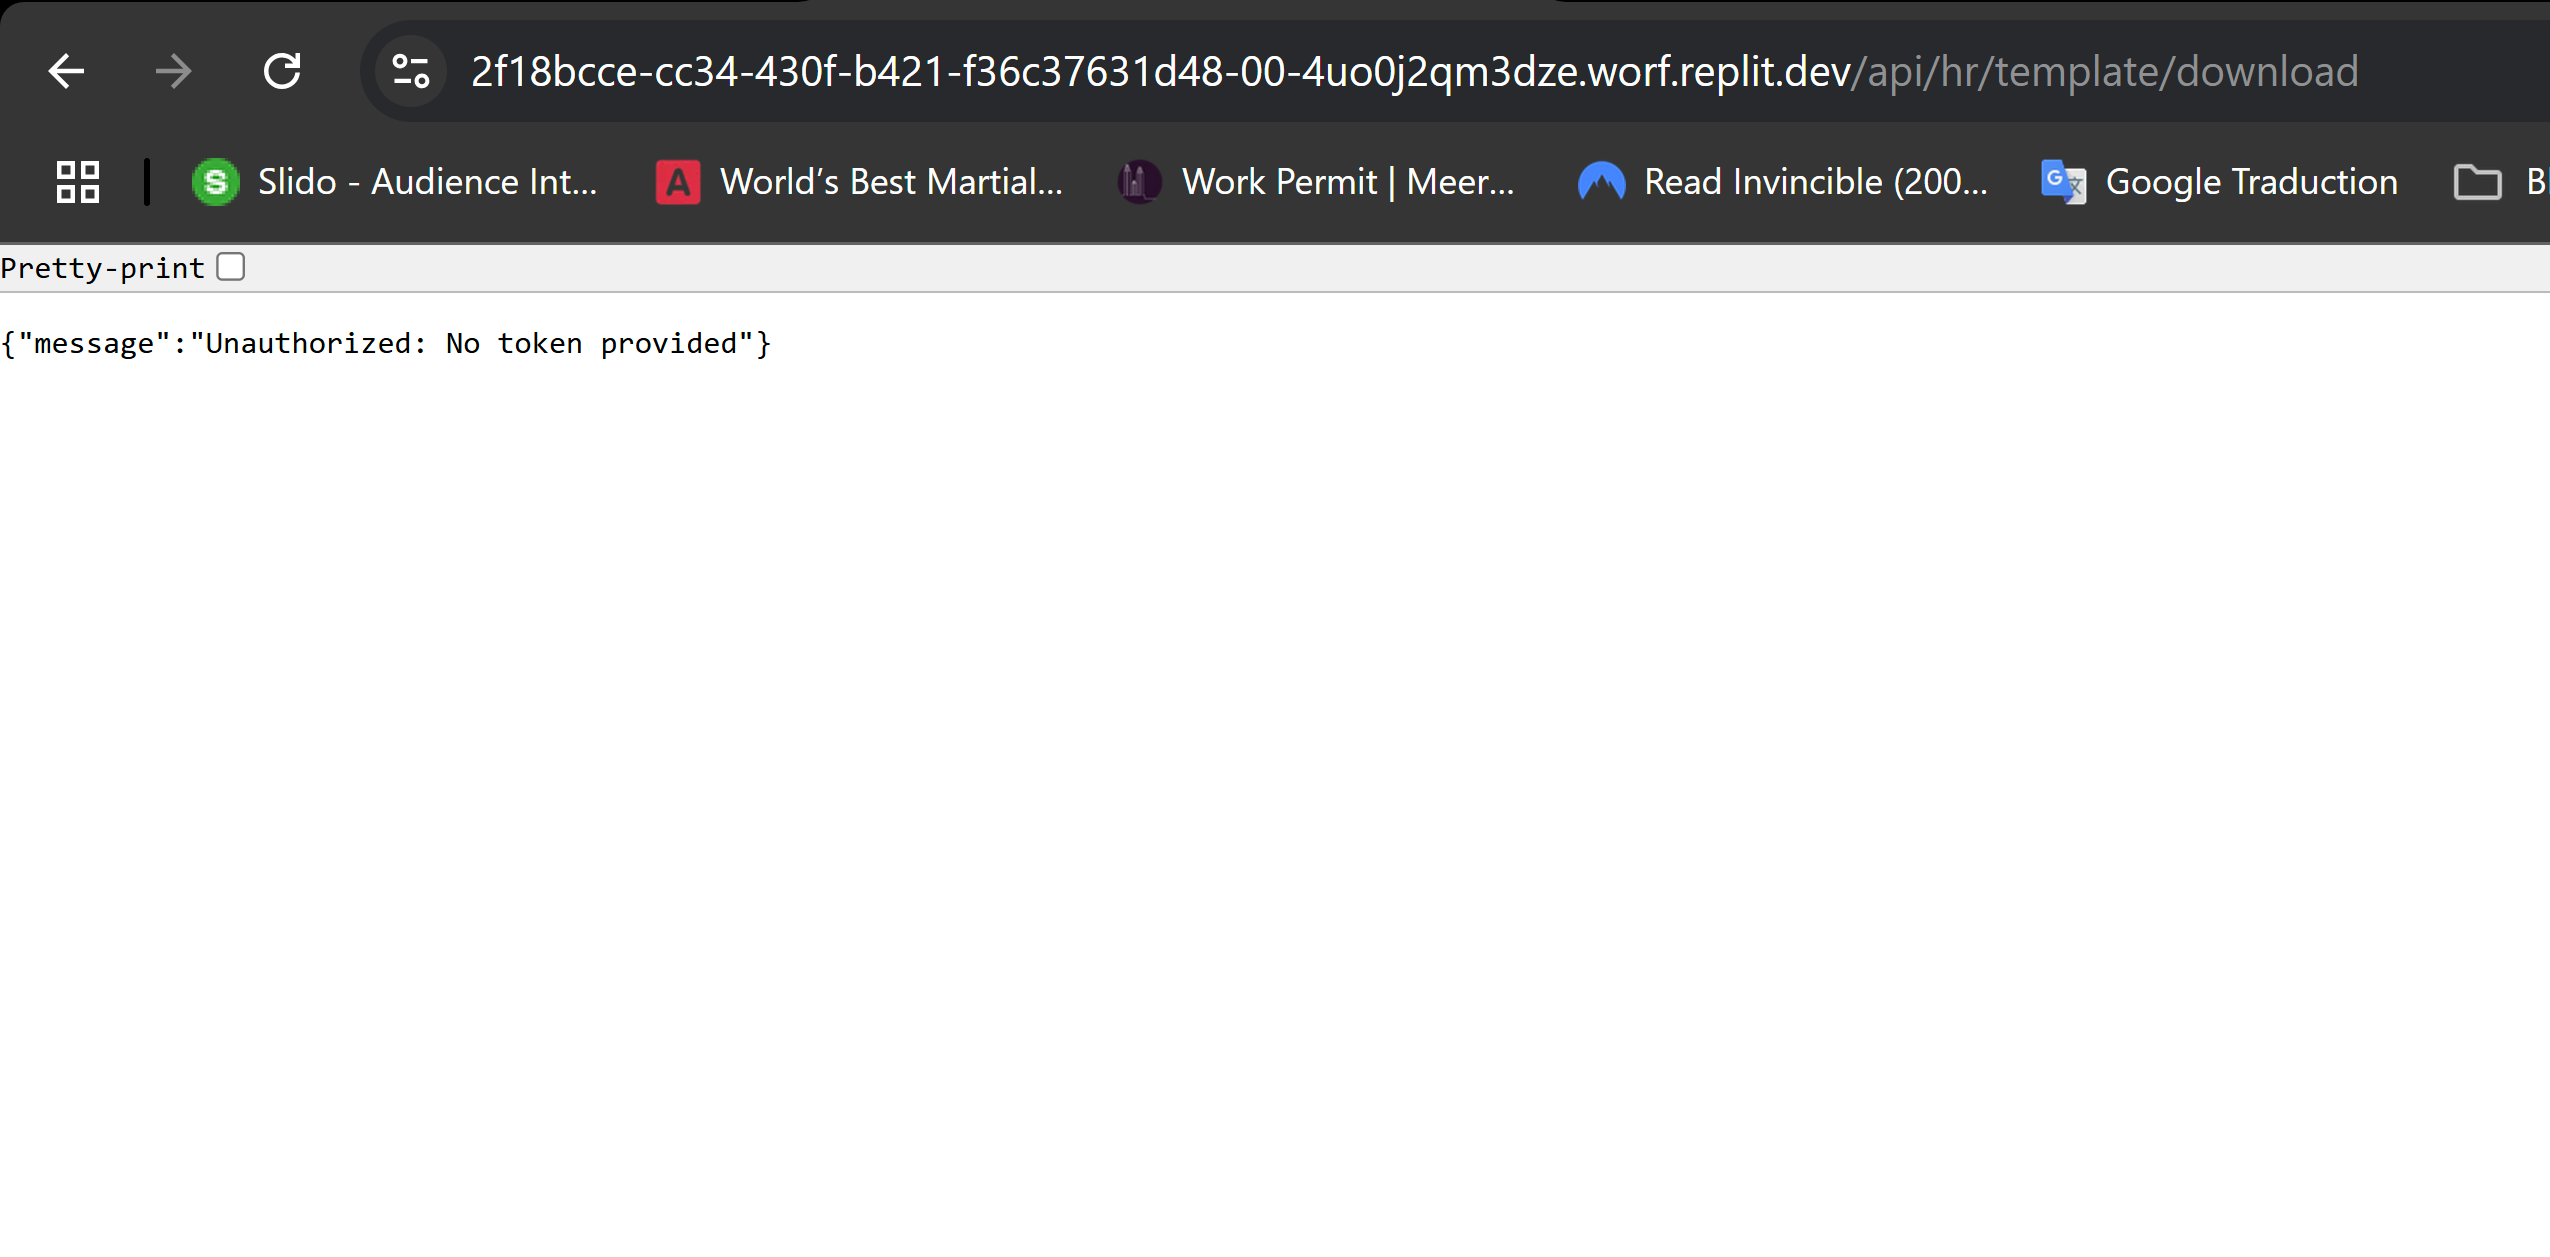 2f18bcce-cc34-430f-b421-f36c37631d48-00-4uo0j2qm3dze.worf.replit.dev/api/hr/template/download
Slido - Audience Int... World’s Best Martial... Work Permit | Meer... Read Invincible (200... Google Traduction
Pretty-print
{"message":"Unauthorized: No token provided"}